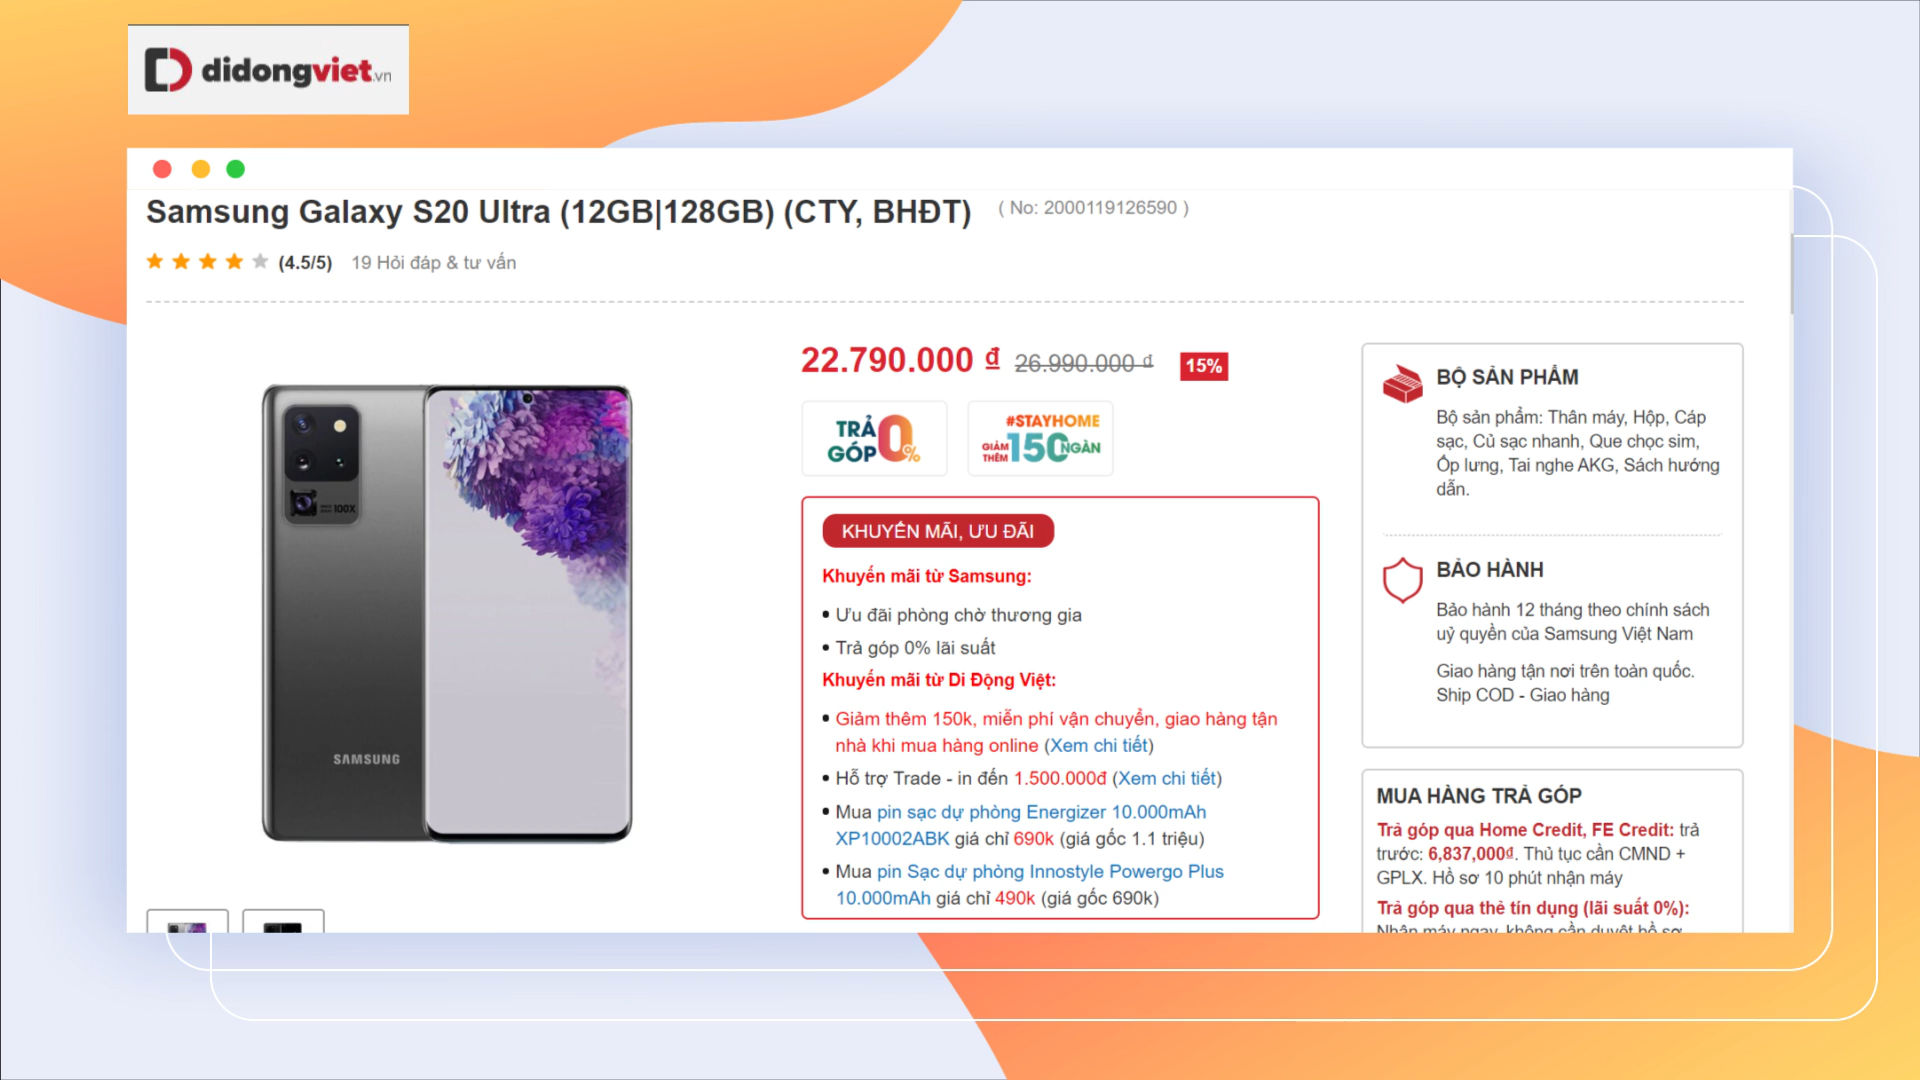 didongviet.vn
Samsung Galaxy S20 Ultra (12GB|128GB) (CTY, BHĐT) ( No: 2000119126590 )
(4.5/5) 19 Hỏi đáp & tư vấn
22.790.000 ₫ 26.990.000 ₫ 15%
TRẢ GÓP 0%
#STAYHOME
GIẢM THÊM 150 NGÀN
100X
SAMSUNG
KHUYẾN MÃI, ƯU ĐÃI
Khuyến mãi từ Samsung:
• Ưu đãi phòng chờ thương gia
• Trả góp 0% lãi suất
Khuyến mãi từ Di Động Việt:
• Giảm thêm 150k, miễn phí vận chuyển, giao hàng tận
nhà khi mua hàng online (Xem chi tiết)
• Hỗ trợ Trade - in đến 1.500.000đ (Xem chi tiết)
• Mua pin sạc dự phòng Energizer 10.000mAh
XP10002ABK giá chỉ 690k (giá gốc 1.1 triệu)
• Mua pin Sạc dự phòng Innostyle Powergo Plus
10.000mAh giá chỉ 490k (giá gốc 690k)
BỘ SẢN PHẨM
Bộ sản phẩm: Thân máy, Hộp, Cáp
sạc, Củ sạc nhanh, Que chọc sim,
Ốp lưng, Tai nghe AKG, Sách hướng
dẫn.
BẢO HÀNH
Bảo hành 12 tháng theo chính sách
uỷ quyền của Samsung Việt Nam
Giao hàng tận nơi trên toàn quốc.
Ship COD - Giao hàng
MUA HÀNG TRẢ GÓP
Trả góp qua Home Credit, FE Credit: trả
trước: 6,837,000₫. Thủ tục cần CMND +
GPLX. Hồ sơ 10 phút nhận máy
Trả góp qua thẻ tín dụng (lãi suất 0%):
Nhận máy ngay, không cần duyệt hồ sơ